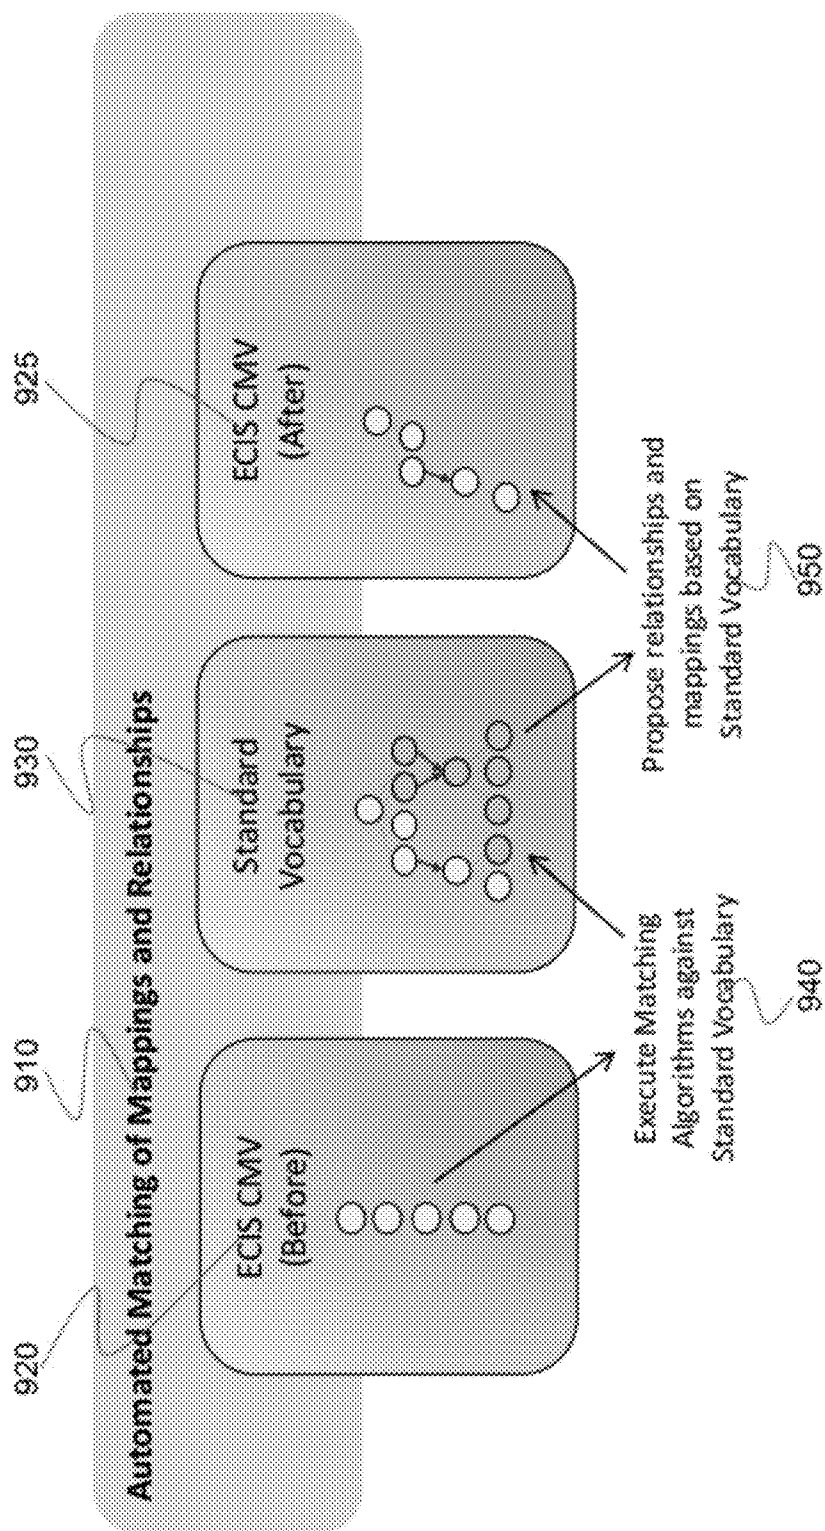 920
910
930
925
Automated Matching of Mappings and Relationships
ECIS CMV
(Before)
Standard
Vocabulary
ECIS CMV
(After)
Execute Matching
Algorithms against
Standard Vocabulary
940
Propose relationships and
mappings based on
Standard Vocabulary
950